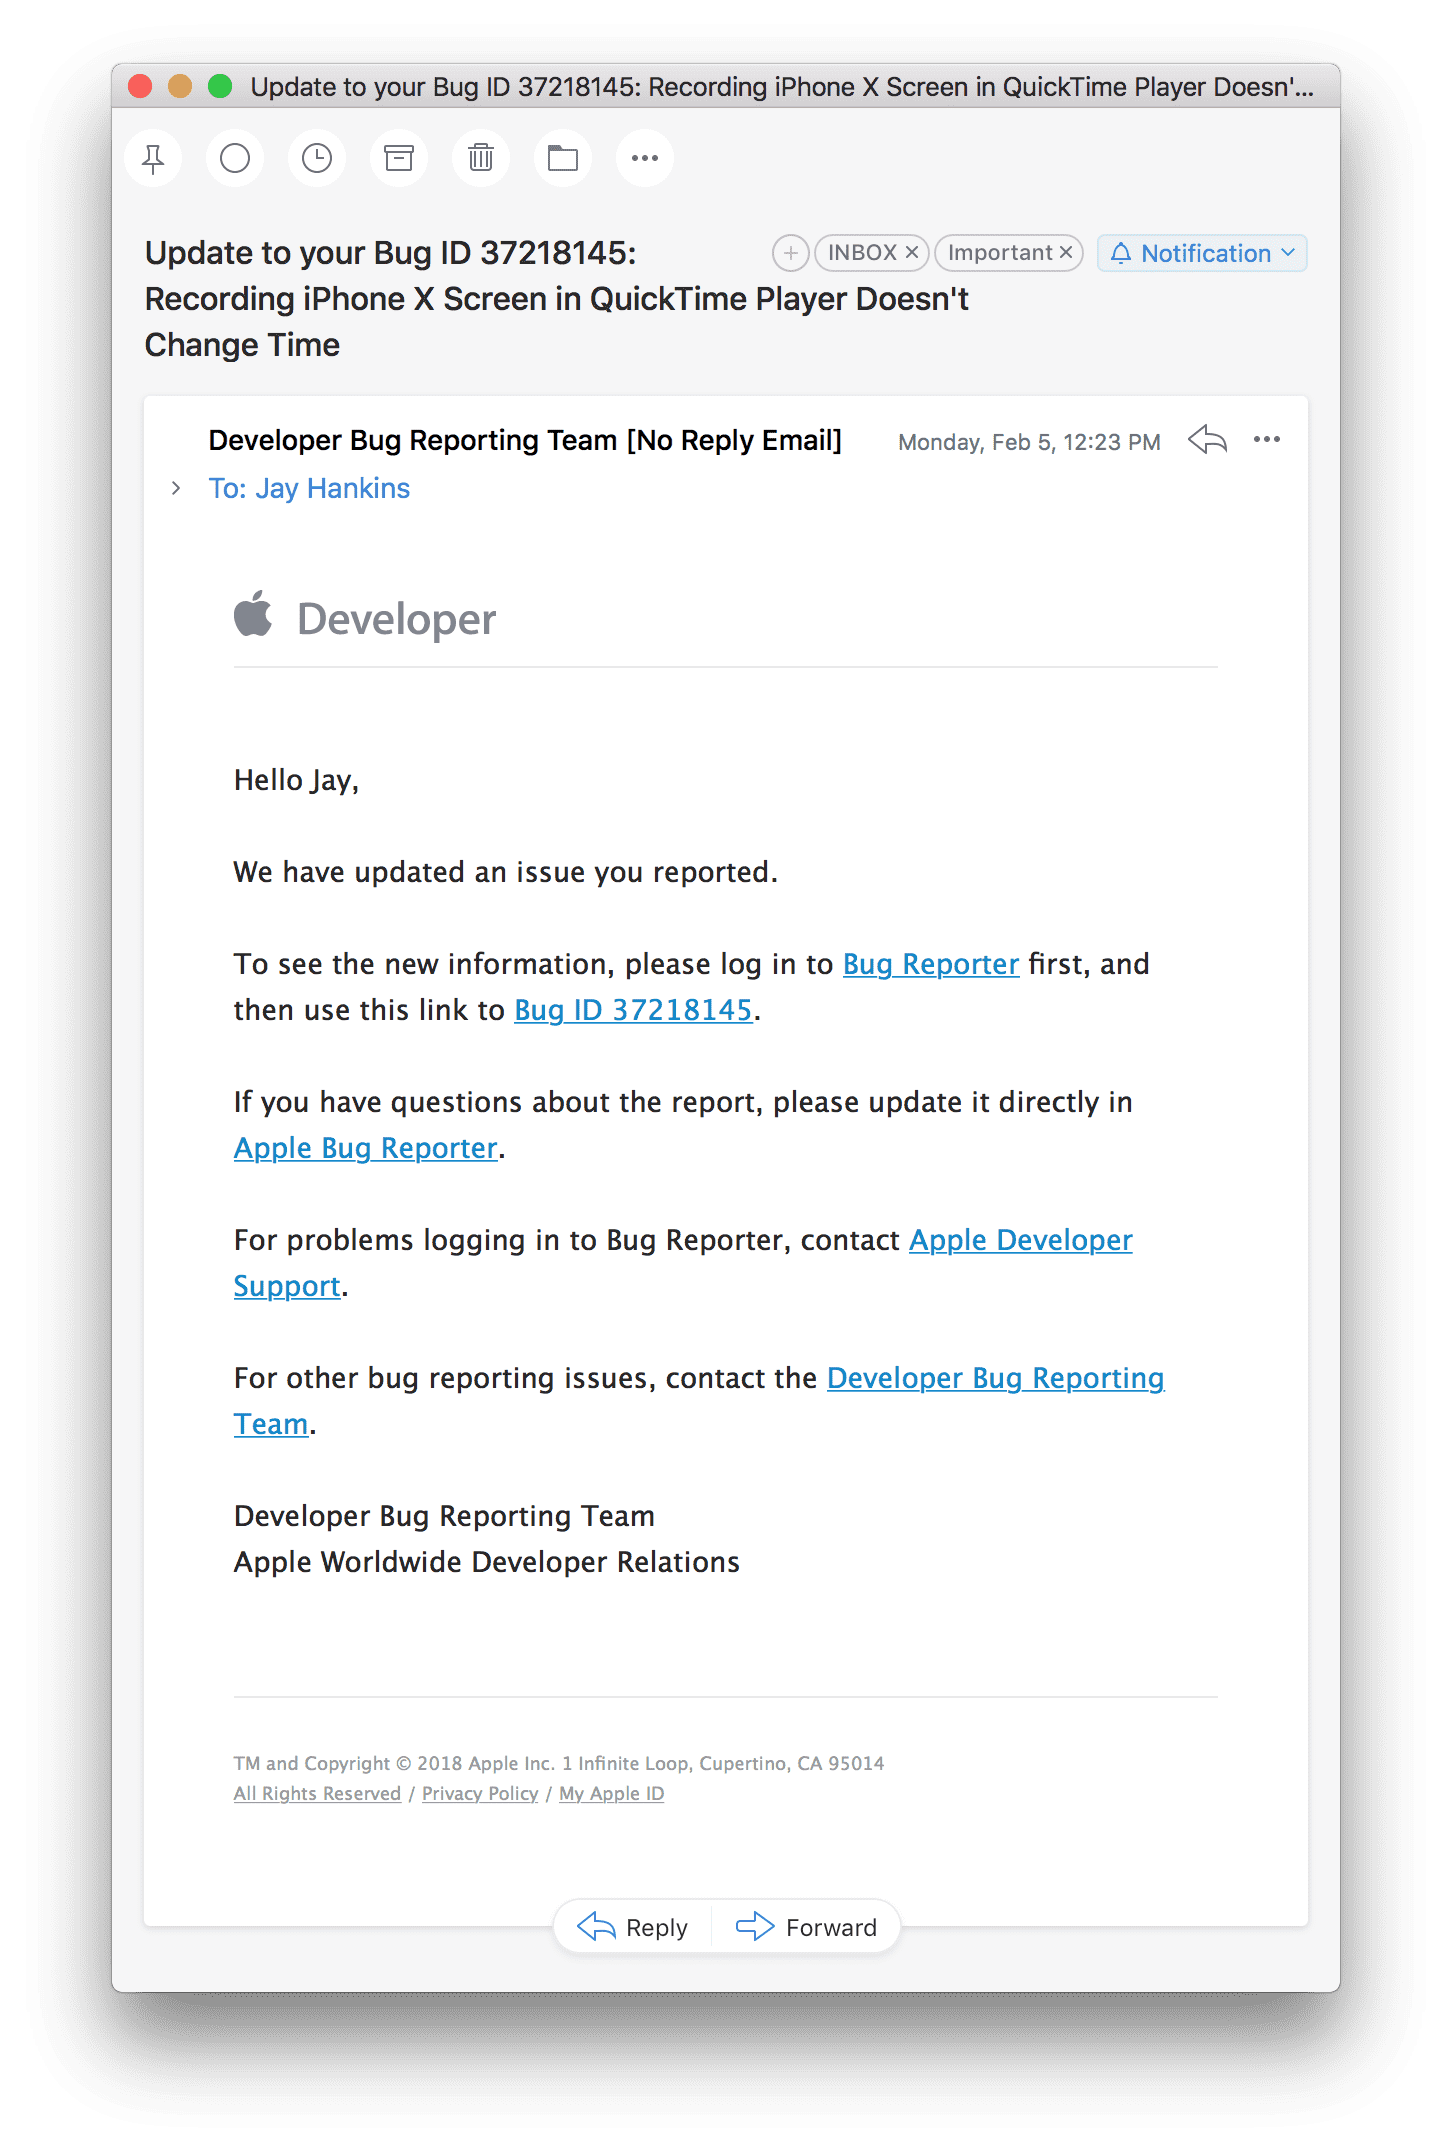 Update to your Bug ID 37218145: Recording iPhone X Screen in QuickTime Player Doesn'...
Update to your Bug ID 37218145:
Recording iPhone X Screen in QuickTime Player Doesn't
Change Time
INBOX
Important
Notification
Developer Bug Reporting Team [No Reply Email]
Monday, Feb 5, 12:23 PM
To: Jay Hankins
Developer
Hello Jay,
We have updated an issue you reported.
To see the new information, please log in to Bug Reporter first, and
then use this link to Bug ID 37218145.
If you have questions about the report, please update it directly in
Apple Bug Reporter.
For problems logging in to Bug Reporter, contact Apple Developer
Support.
For other bug reporting issues, contact the Developer Bug Reporting
Team.
Developer Bug Reporting Team
Apple Worldwide Developer Relations
TM and Copyright © 2018 Apple Inc. 1 Infinite Loop, Cupertino, CA 95014
All Rights Reserved / Privacy Policy / My Apple ID
Reply
Forward